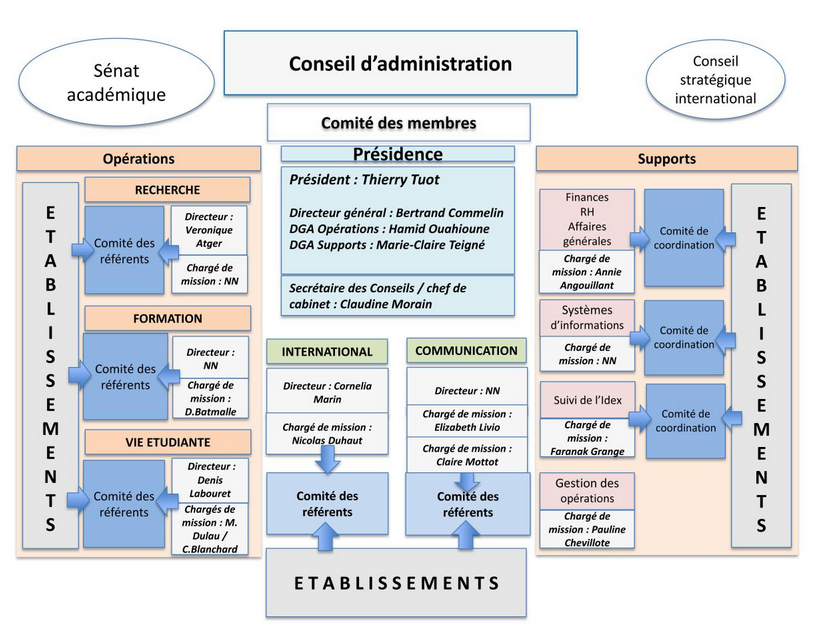 Sénat
académique
Conseil d'administration
Conseil
stratégique
international
Comité des membres
Opérations
Présidence
Supports
ETABLISSEMENTS
RECHERCHE
Comité des
référents
Directeur :
Veronique
Atger
Chargé de
mission : NN
FORMATION
Comité des
référents
Directeur :
NN
Chargé de
mission :
D.Batmalle
VIE ETUDIANTE
Comité des
référents
Directeur :
Denis
Labouret
Chargés de
mission : M.
Dulau /
C.Blanchard
Président : Thierry Tuot
Directeur général : Bertrand Commelin
DGA Opérations : Hamid Ouahioune
DGA Supports : Marie-Claire Teigné
Secrétaire des Conseils / chef de
cabinet : Claudine Morain
INTERNATIONAL
Directeur : Cornelia
Marin
Chargé de mission :
Nicolas Duhaut
Comité des
référents
COMMUNICATION
Directeur : NN
Chargé de mission :
Elizabeth Livio
Chargé de mission :
Claire Mottot
Comité des
référents
ETABLISSEMENTS
Finances
RH
Affaires
générales
Chargé de
mission : Annie
Angouillant
Comité de
coordination
Systèmes
d'informations
Chargé de
mission : NN
Comité de
coordination
Suivi de l'Idex
Chargé de
mission :
Faranak Grange
Comité de
coordination
Gestion des
opérations
Chargé de
mission : Pauline
Chevillote
ETABLISSEMENTS